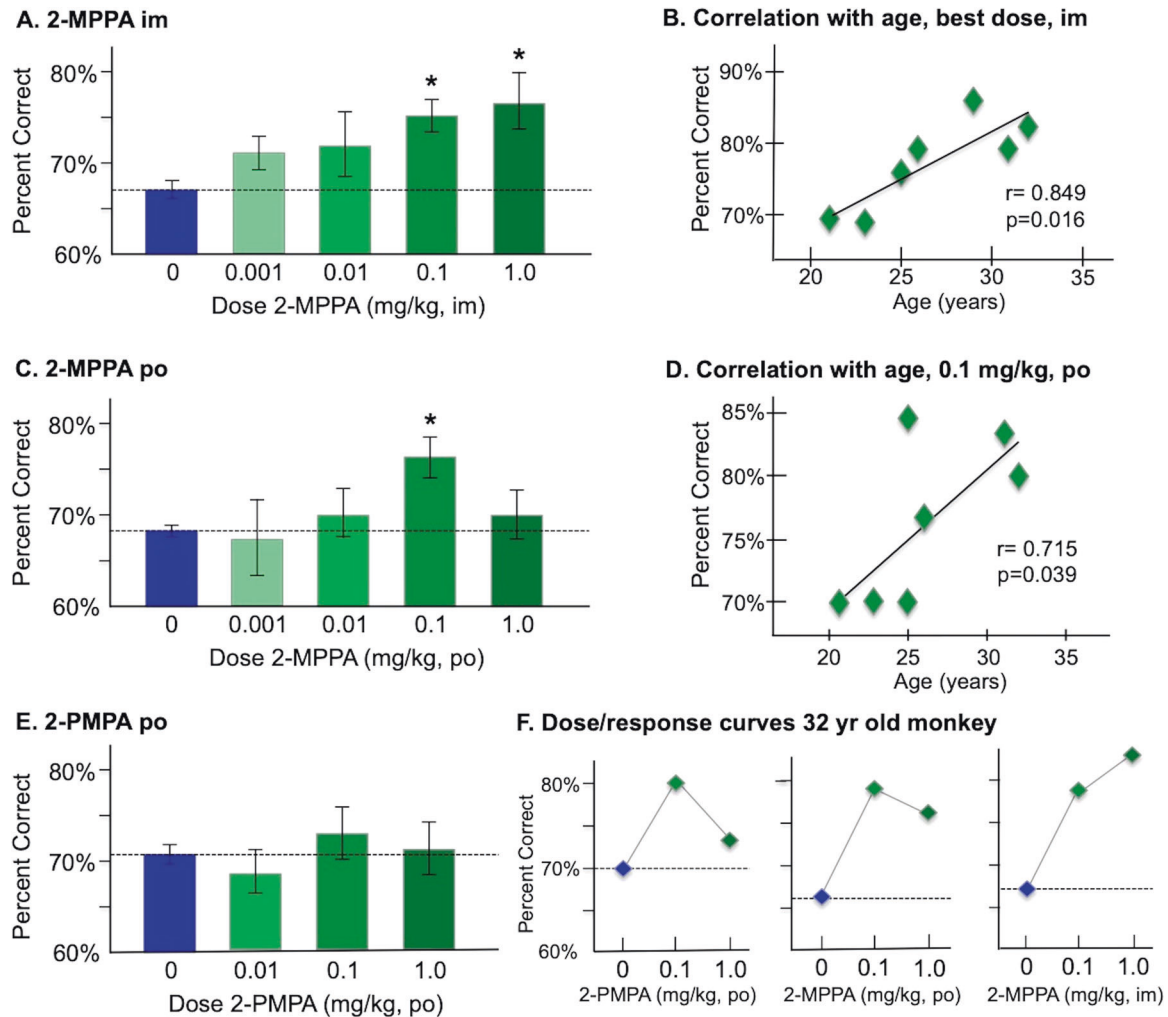 A. 2-MPPA im
Percent Correct
80%
70%
60%
*
*
0 0.001 0.01 0.1 1.0
Dose 2-MPPA (mg/kg, im)
B. Correlation with age, best dose, im
Percent Correct
90%
80%
70%
r= 0.849
p=0.016
20 25 30 35
Age (years)
C. 2-MPPA po
Percent Correct
80%
70%
60%
*
0 0.001 0.01 0.1 1.0
Dose 2-MPPA (mg/kg, po)
D. Correlation with age, 0.1 mg/kg, po
Percent Correct
85%
80%
75%
70%
r= 0.715
p=0.039
20 25 30 35
Age (years)
E. 2-PMPA po
Percent Correct
80%
70%
60%
0 0.01 0.1 1.0
Dose 2-PMPA (mg/kg, po)
F. Dose/response curves 32 yr old monkey
Percent Correct
80%
70%
60%
0 0.1 1.0
2-PMPA (mg/kg, po)
0 0.1 1.0
2-MPPA (mg/kg, po)
0 0.1 1.0
2-MPPA (mg/kg, im)